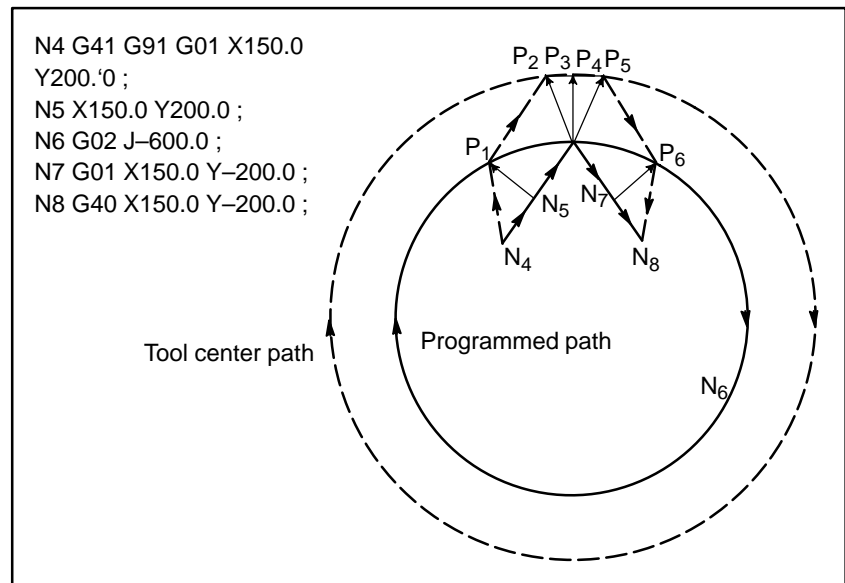 N4 G41 G91 G01 X150.0
Y200.‘0 ;
N5 X150.0 Y200.0 ;
N6 G02 J–600.0 ;
N7 G01 X150.0 Y–200.0 ;
N8 G40 X150.0 Y–200.0 ;
P2 P3 P4 P5
P1
P6
N5
N7
N4
N8
Tool center path
Programmed path
N6